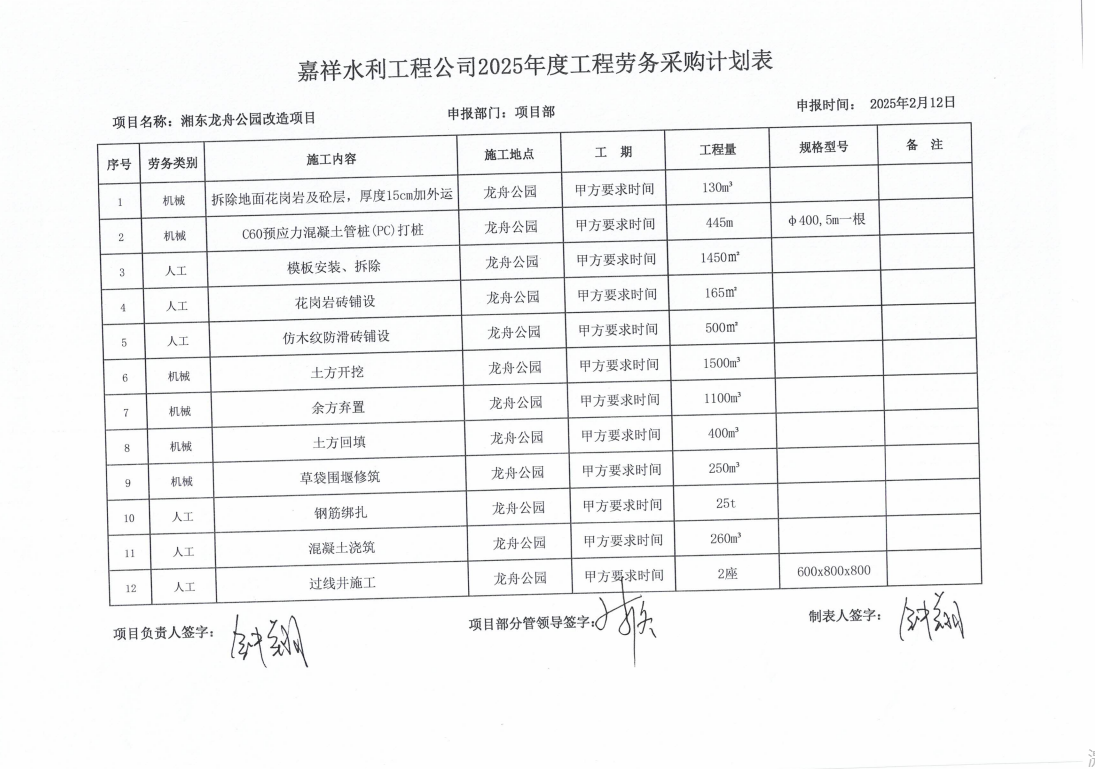 嘉祥水利工程公司2025年度工程劳务采购计划表
项目名称：湘东龙舟公园改造项目 申报部门：项目部 申报时间： 2025年2月12日
序号 劳务类别 施工内容 施工地点 工 期 工程量 规格型号 备 注
1 机械 拆除地面花岗岩及砼层，厚度15cm加外运 龙舟公园 甲方要求时间 130m³
2 机械 C60预应力混凝土管桩(PC)打桩 龙舟公园 甲方要求时间 445m φ400,5m一根
3 人工 模板安装、拆除 龙舟公园 甲方要求时间 1450m²
4 人工 花岗岩砖铺设 龙舟公园 甲方要求时间 165m²
5 人工 仿木纹防滑砖铺设 龙舟公园 甲方要求时间 500m²
6 机械 土方开挖 龙舟公园 甲方要求时间 1500m³
7 机械 余方弃置 龙舟公园 甲方要求时间 1100m³
8 机械 土方回填 龙舟公园 甲方要求时间 400m³
9 机械 草袋围堰修筑 龙舟公园 甲方要求时间 250m³
10 人工 钢筋绑扎 龙舟公园 甲方要求时间 25t
11 人工 混凝土浇筑 龙舟公园 甲方要求时间 260m³
12 人工 过线井施工 龙舟公园 甲方要求时间 2座 600x800x800
项目负责人签字： 项目部分管领导签字： 制表人签字：